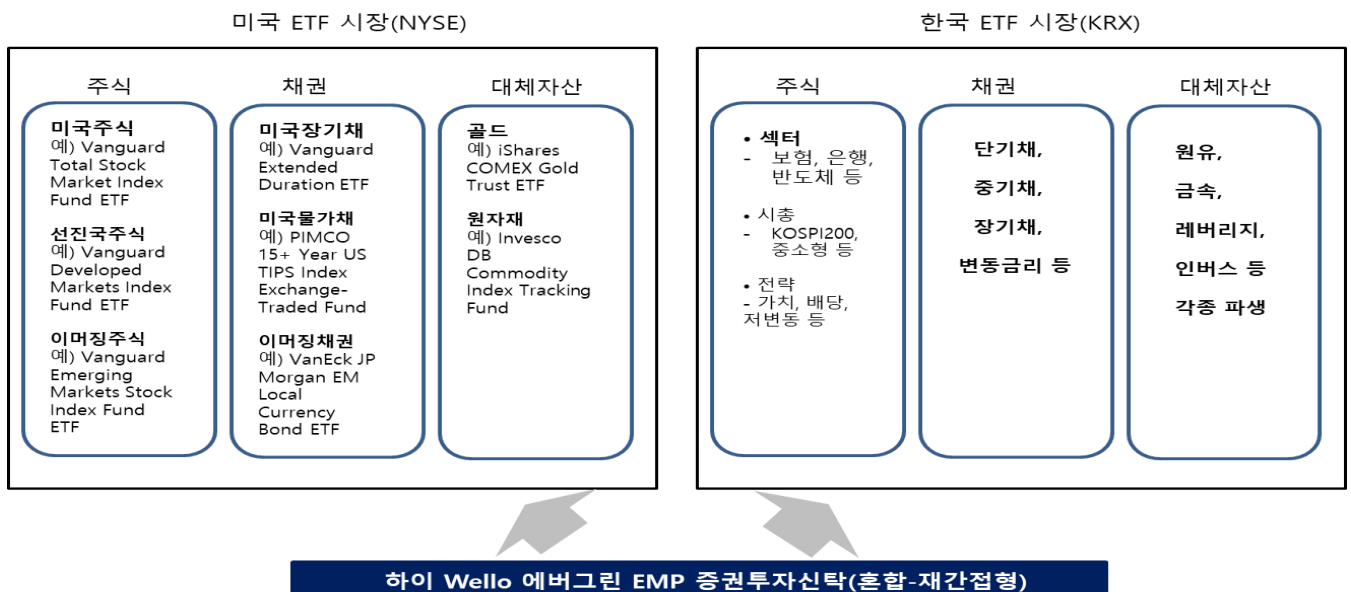 미국 ETF 시장(NYSE)
주식
채권
대체자산
미국주식
예) Vanguard
Total Stock
Market Index
Fund ETF
선진국주식
예) Vanguard
Developed
Markets Index
Fund ETF
이머징주식
예) Vanguard
Emerging
Markets Stock
Index Fund
ETF
미국장기채
예) Vanguard
Extended
Duration ETF
미국물가채
예) PIMCO
15+ Year US
TIPS Index
Exchange-
Traded Fund
이머징채권
예) VanEck JP
Morgan EM
Local
Currency
Bond ETF
골드
예) iShares
COMEX Gold
Trust ETF
원자재
예) Invesco
DB
Commodity
Index Tracking
Fund
한국 ETF 시장(KRX)
주식
채권
대체자산
• 섹터
- 보험, 은행,
반도체 등
• 시총
- KOSPI200,
중소형 등
• 전략
- 가치, 배당,
저변동 등
단기채,
중기채,
장기채,
변동금리 등
원유,
금속,
레버리지,
인버스 등
각종 파생
하이 Wello 에버그린 EMP 증권투자신탁(혼합-재간접형)